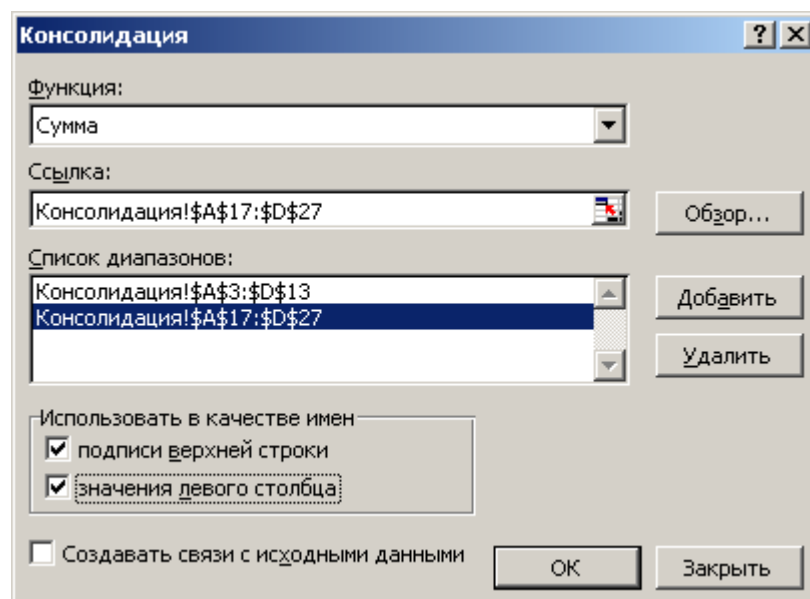 Консолидация
Функция:
Сумма
Ссылка:
Консолидация!$A$17:$D$27
Обзор...
Список диапазонов:
Консолидация!$A$3:$D$13
Консолидация!$A$17:$D$27
Добавить
Удалить
Использовать в качестве имен
подписи верхней строки
значения левого столбца
Создавать связи с исходными данными
ОК
Закрыть